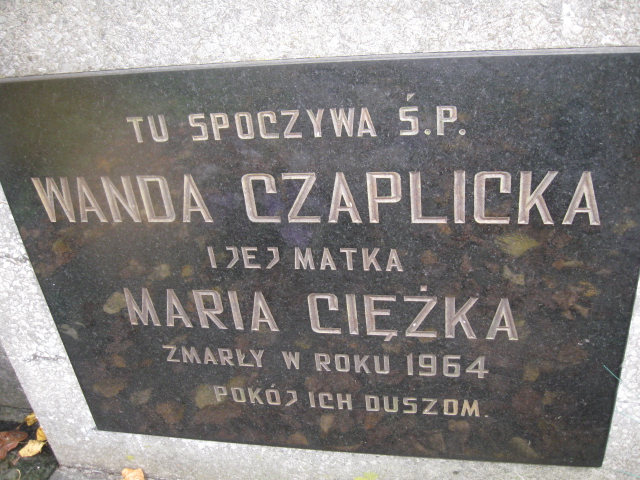 TU SPOCZYWA Ś.P.
WANDA CZAPLICKA
I JEJ MATKA
MARIA CIĘŻKA
ZMARŁY W ROKU 1964
POKÓJ ICH DUSZOM.